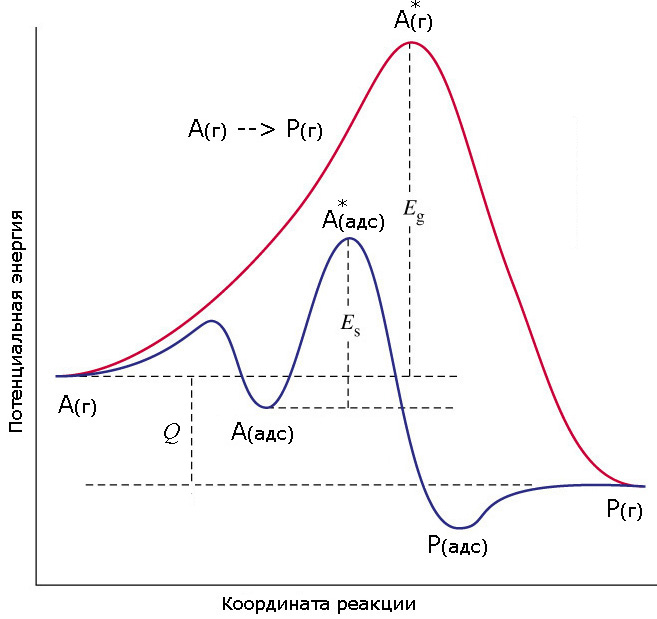 A*(г)
A(г) --> P(г)
A*(адс)
Eg
Es
Потенциальная энергия
A(г)
Q
A(адс)
P(г)
P(адс)
Координата реакции